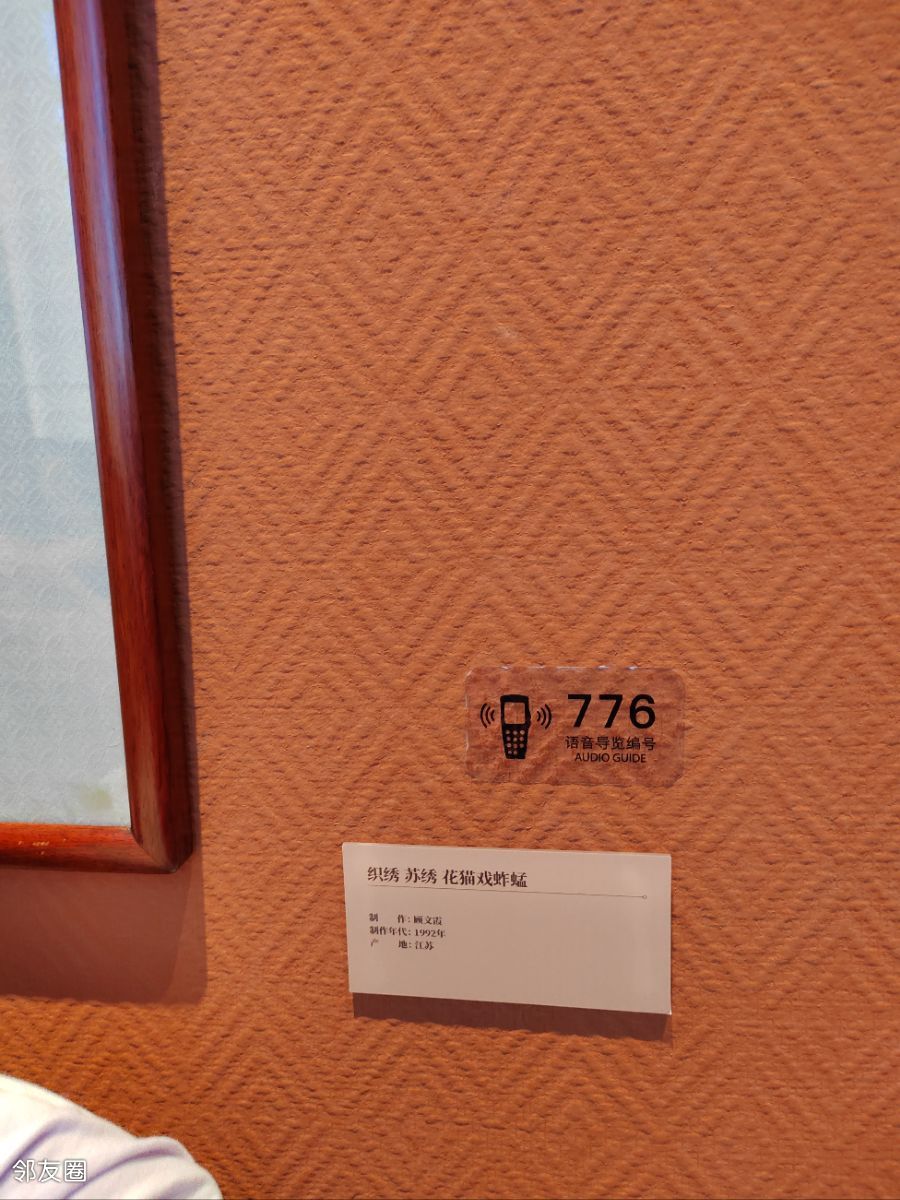 776
语音导览编号
AUDIO GUIDE
织绣 苏绣 花猫戏蚱蜢
制 作：顾文霞
制作年代：1992年
产 地：江苏
邻友圈